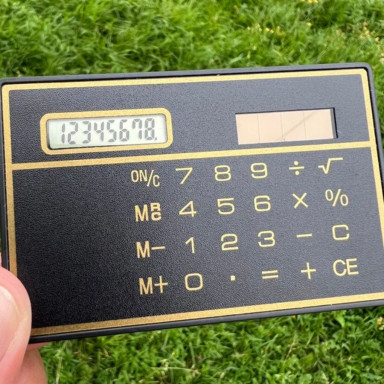 12345678.
ON/C 7 8 9 ÷ √
MRC 4 5 6 × %
M− 1 2 3 − C
M+ 0 · = + CE